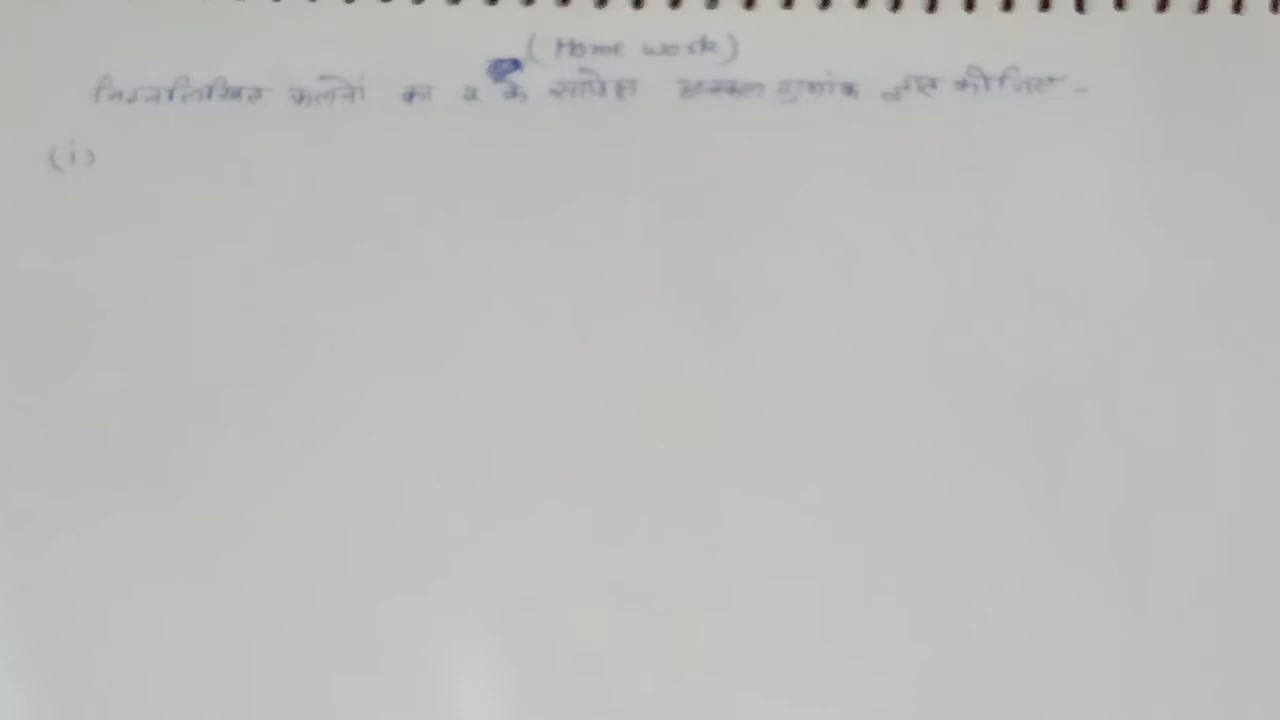 ( Home work )
निम्नलिखित फलनों का x के सापेक्ष अवकल गुणांक ज्ञात कीजिए -
(i)